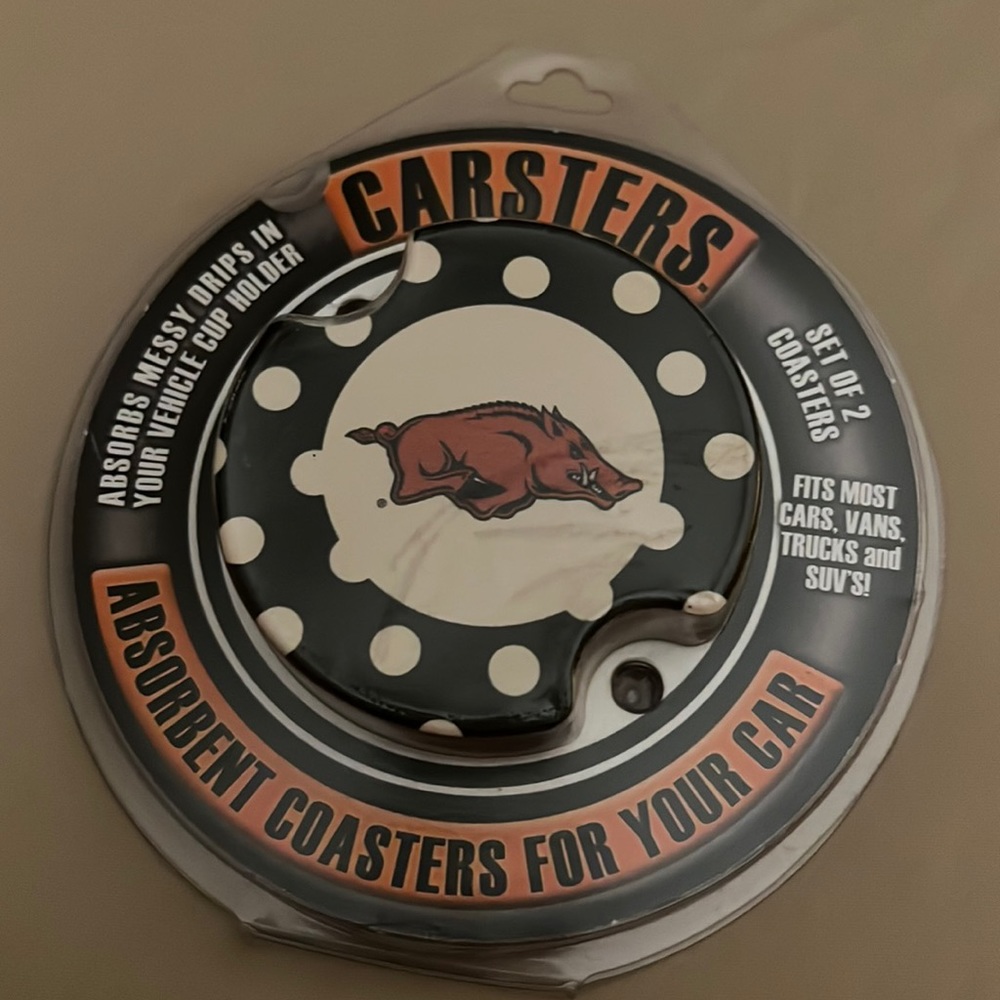 CARSTERS.
ABSORBS MESSY DRIPS IN
YOUR VEHICLE CUP HOLDER
SET OF 2
COASTERS
FITS MOST
CARS, VANS,
TRUCKS and
SUV'S!
ABSORBENT COASTERS FOR YOUR CAR